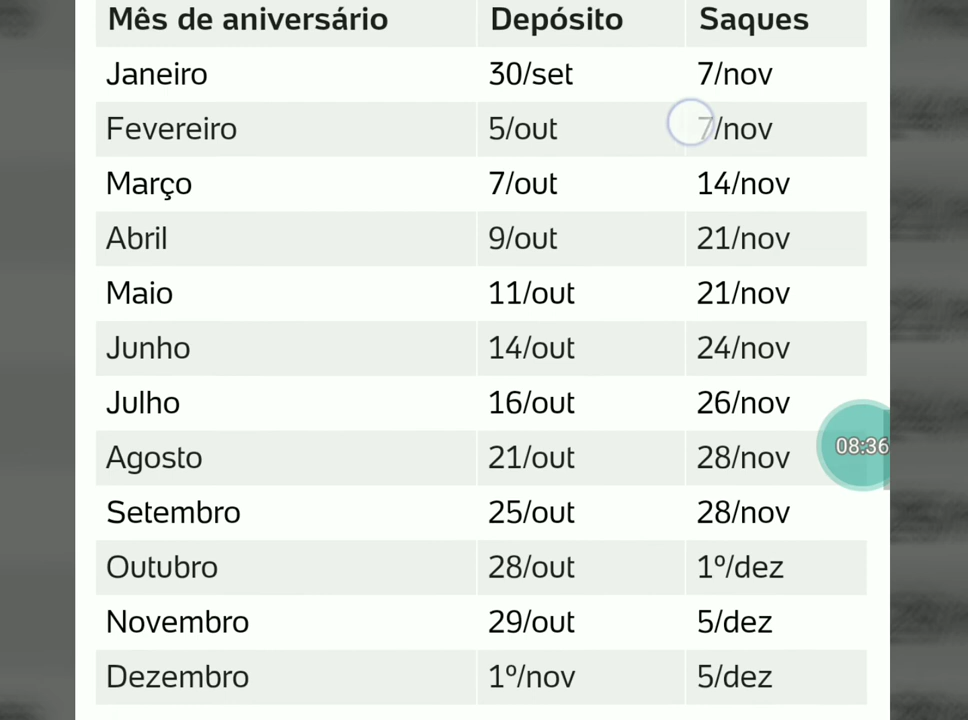 Mês de aniversário Depósito Saques
Janeiro 30/set 7/nov
Fevereiro 5/out 7/nov
Março 7/out 14/nov
Abril 9/out 21/nov
Maio 11/out 21/nov
Junho 14/out 24/nov
Julho 16/out 26/nov
08:36
Agosto 21/out 28/nov
Setembro 25/out 28/nov
Outubro 28/out 1º/dez
Novembro 29/out 5/dez
Dezembro 1º/nov 5/dez